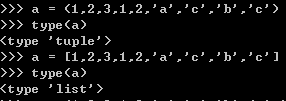 >>> a = (1,2,3,1,2,'a','c','b','c')
>>> type(a)
<type 'tuple'>
>>> a = [1,2,3,1,2,'a','c','b','c']
>>> type(a)
<type 'list'>